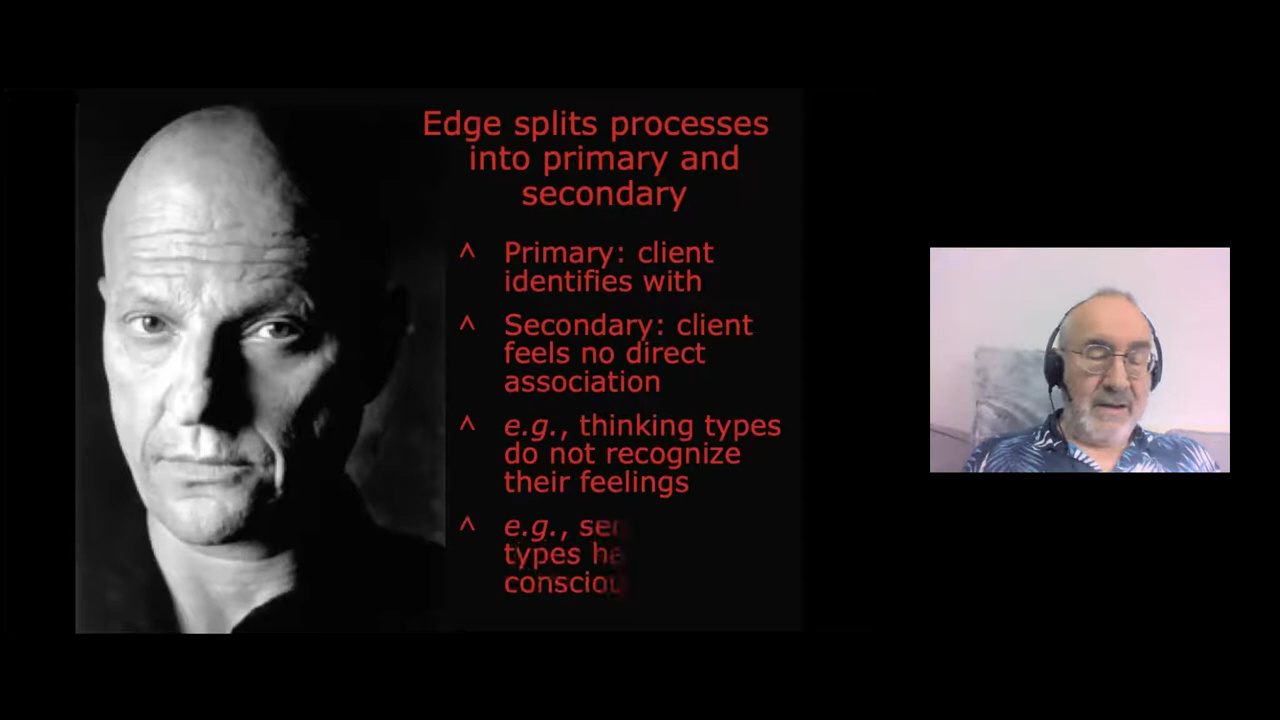 Edge splits processes
into primary and
secondary
^ Primary: client
identifies with
^ Secondary: client
feels no direct
association
^ e.g., thinking types
do not recognize
their feelings
^ e.g.,
types